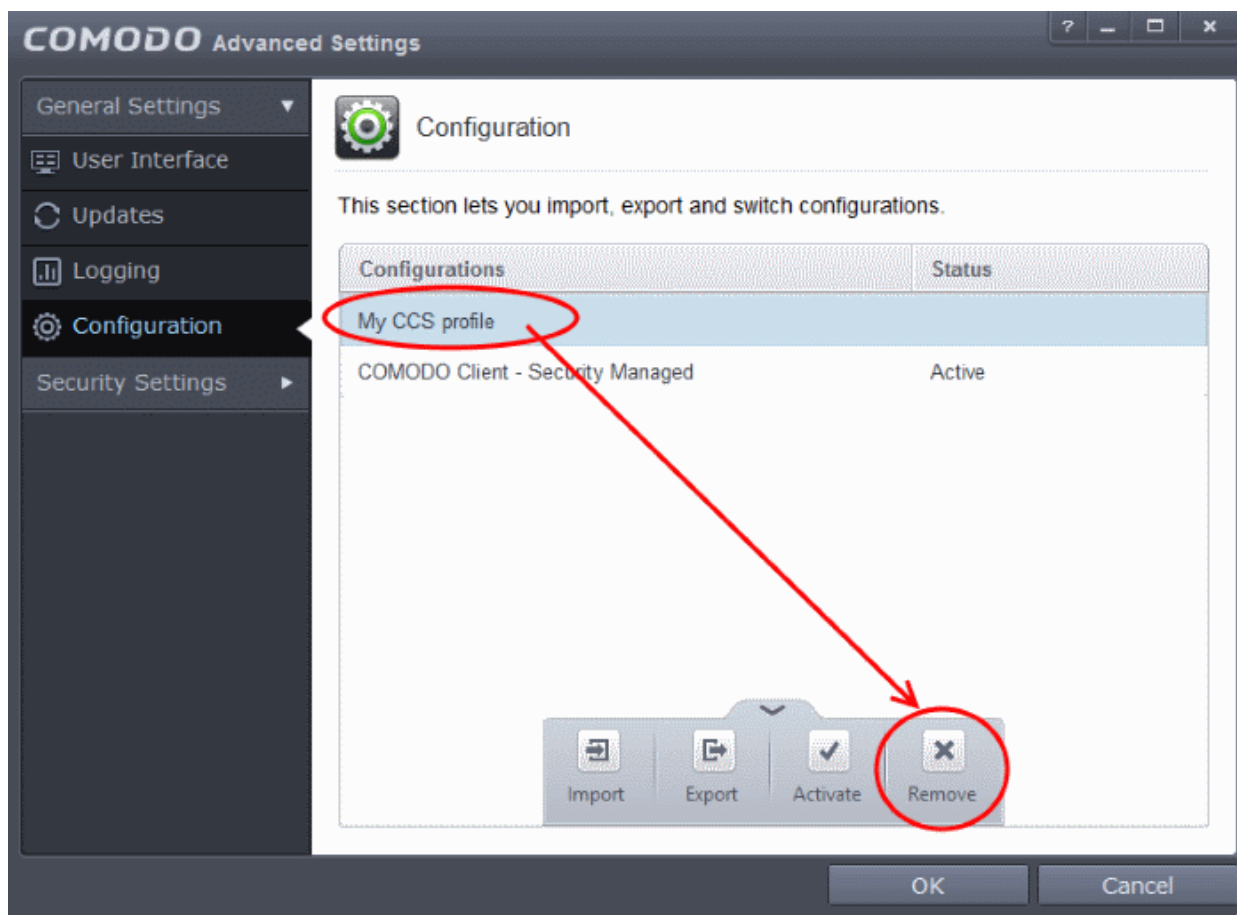 COMODO Advanced Settings
?
General Settings
User Interface
Updates
Logging
Configuration
Security Settings
Configuration
This section lets you import, export and switch configurations.
Configurations Status
My CCS profile
COMODO Client - Security Managed Active
Import Export Activate Remove
OK Cancel